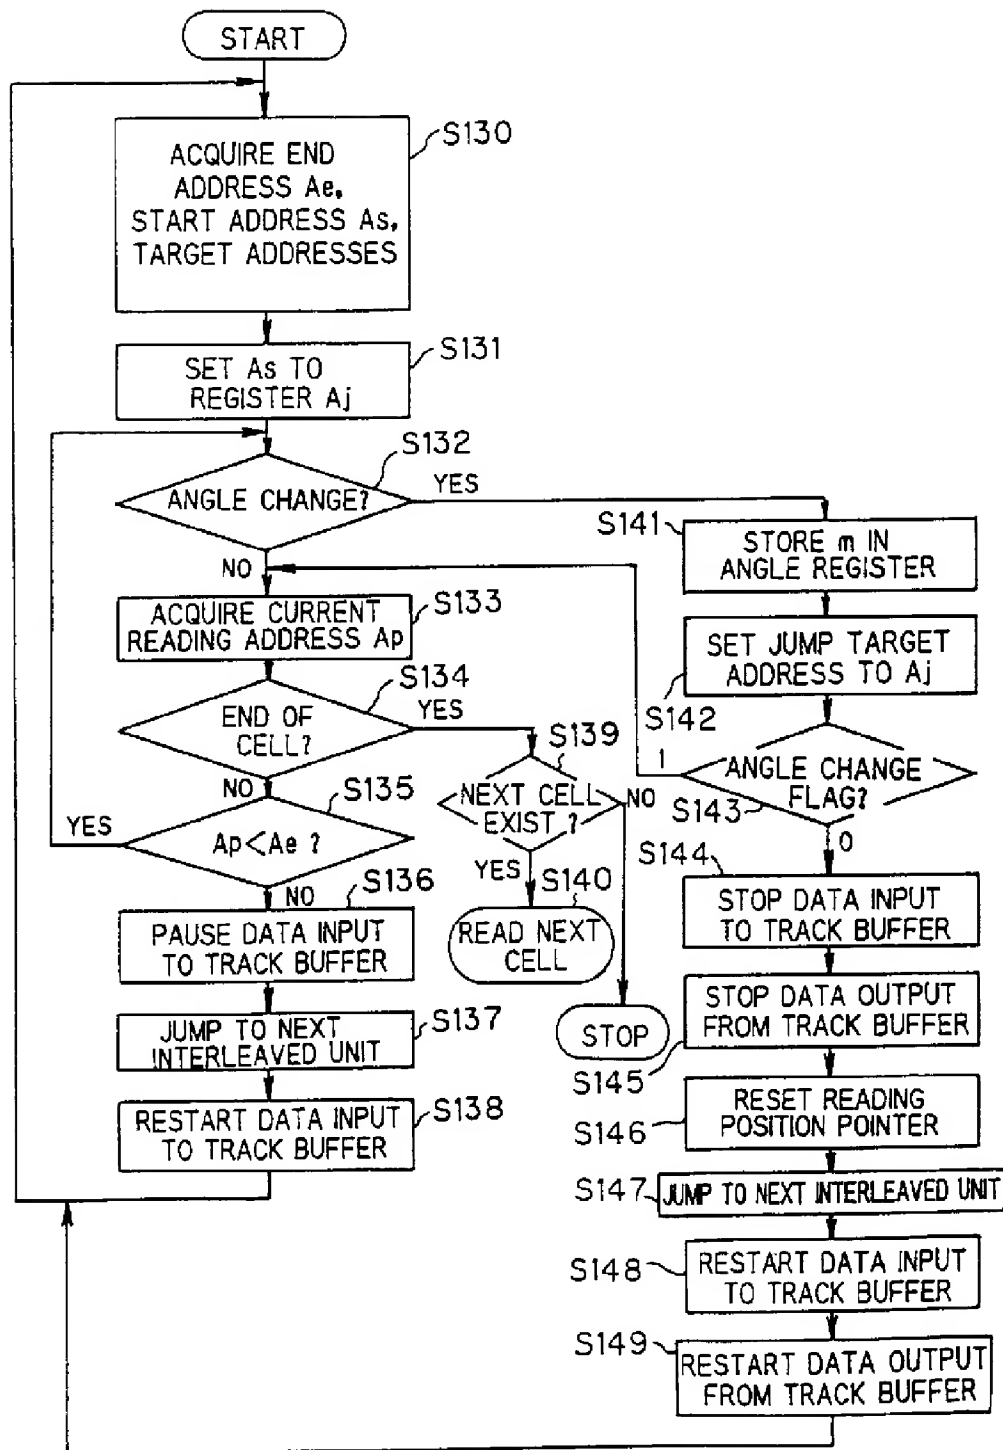 START
S130
ACQUIRE END
ADDRESS Ae,
START ADDRESS As,
TARGET ADDRESSES
S131
SET As TO
REGISTER Aj
S132
ANGLE CHANGE?
YES
NO
S133
ACQUIRE CURRENT
READING ADDRESS Ap
S134
END OF
CELL?
YES
NO
S135
Ap<Ae ?
YES
NO
S136
PAUSE DATA INPUT
TO TRACK BUFFER
S137
JUMP TO NEXT
INTERLEAVED UNIT
S138
RESTART DATA INPUT
TO TRACK BUFFER
S139
NEXT CELL
EXIST ?
NO
YES
S140
READ NEXT
CELL
STOP
S141
STORE m IN
ANGLE REGISTER
SET JUMP TARGET
ADDRESS TO Aj
S142
1
ANGLE CHANGE
FLAG?
S143
0
S144
STOP DATA INPUT
TO TRACK BUFFER
STOP DATA OUTPUT
FROM TRACK BUFFER
S145
RESET READING
POSITION POINTER
S146
S147
JUMP TO NEXT INTERLEAVED UNIT
S148
RESTART DATA INPUT
TO TRACK BUFFER
S149
RESTART DATA OUTPUT
FROM TRACK BUFFER